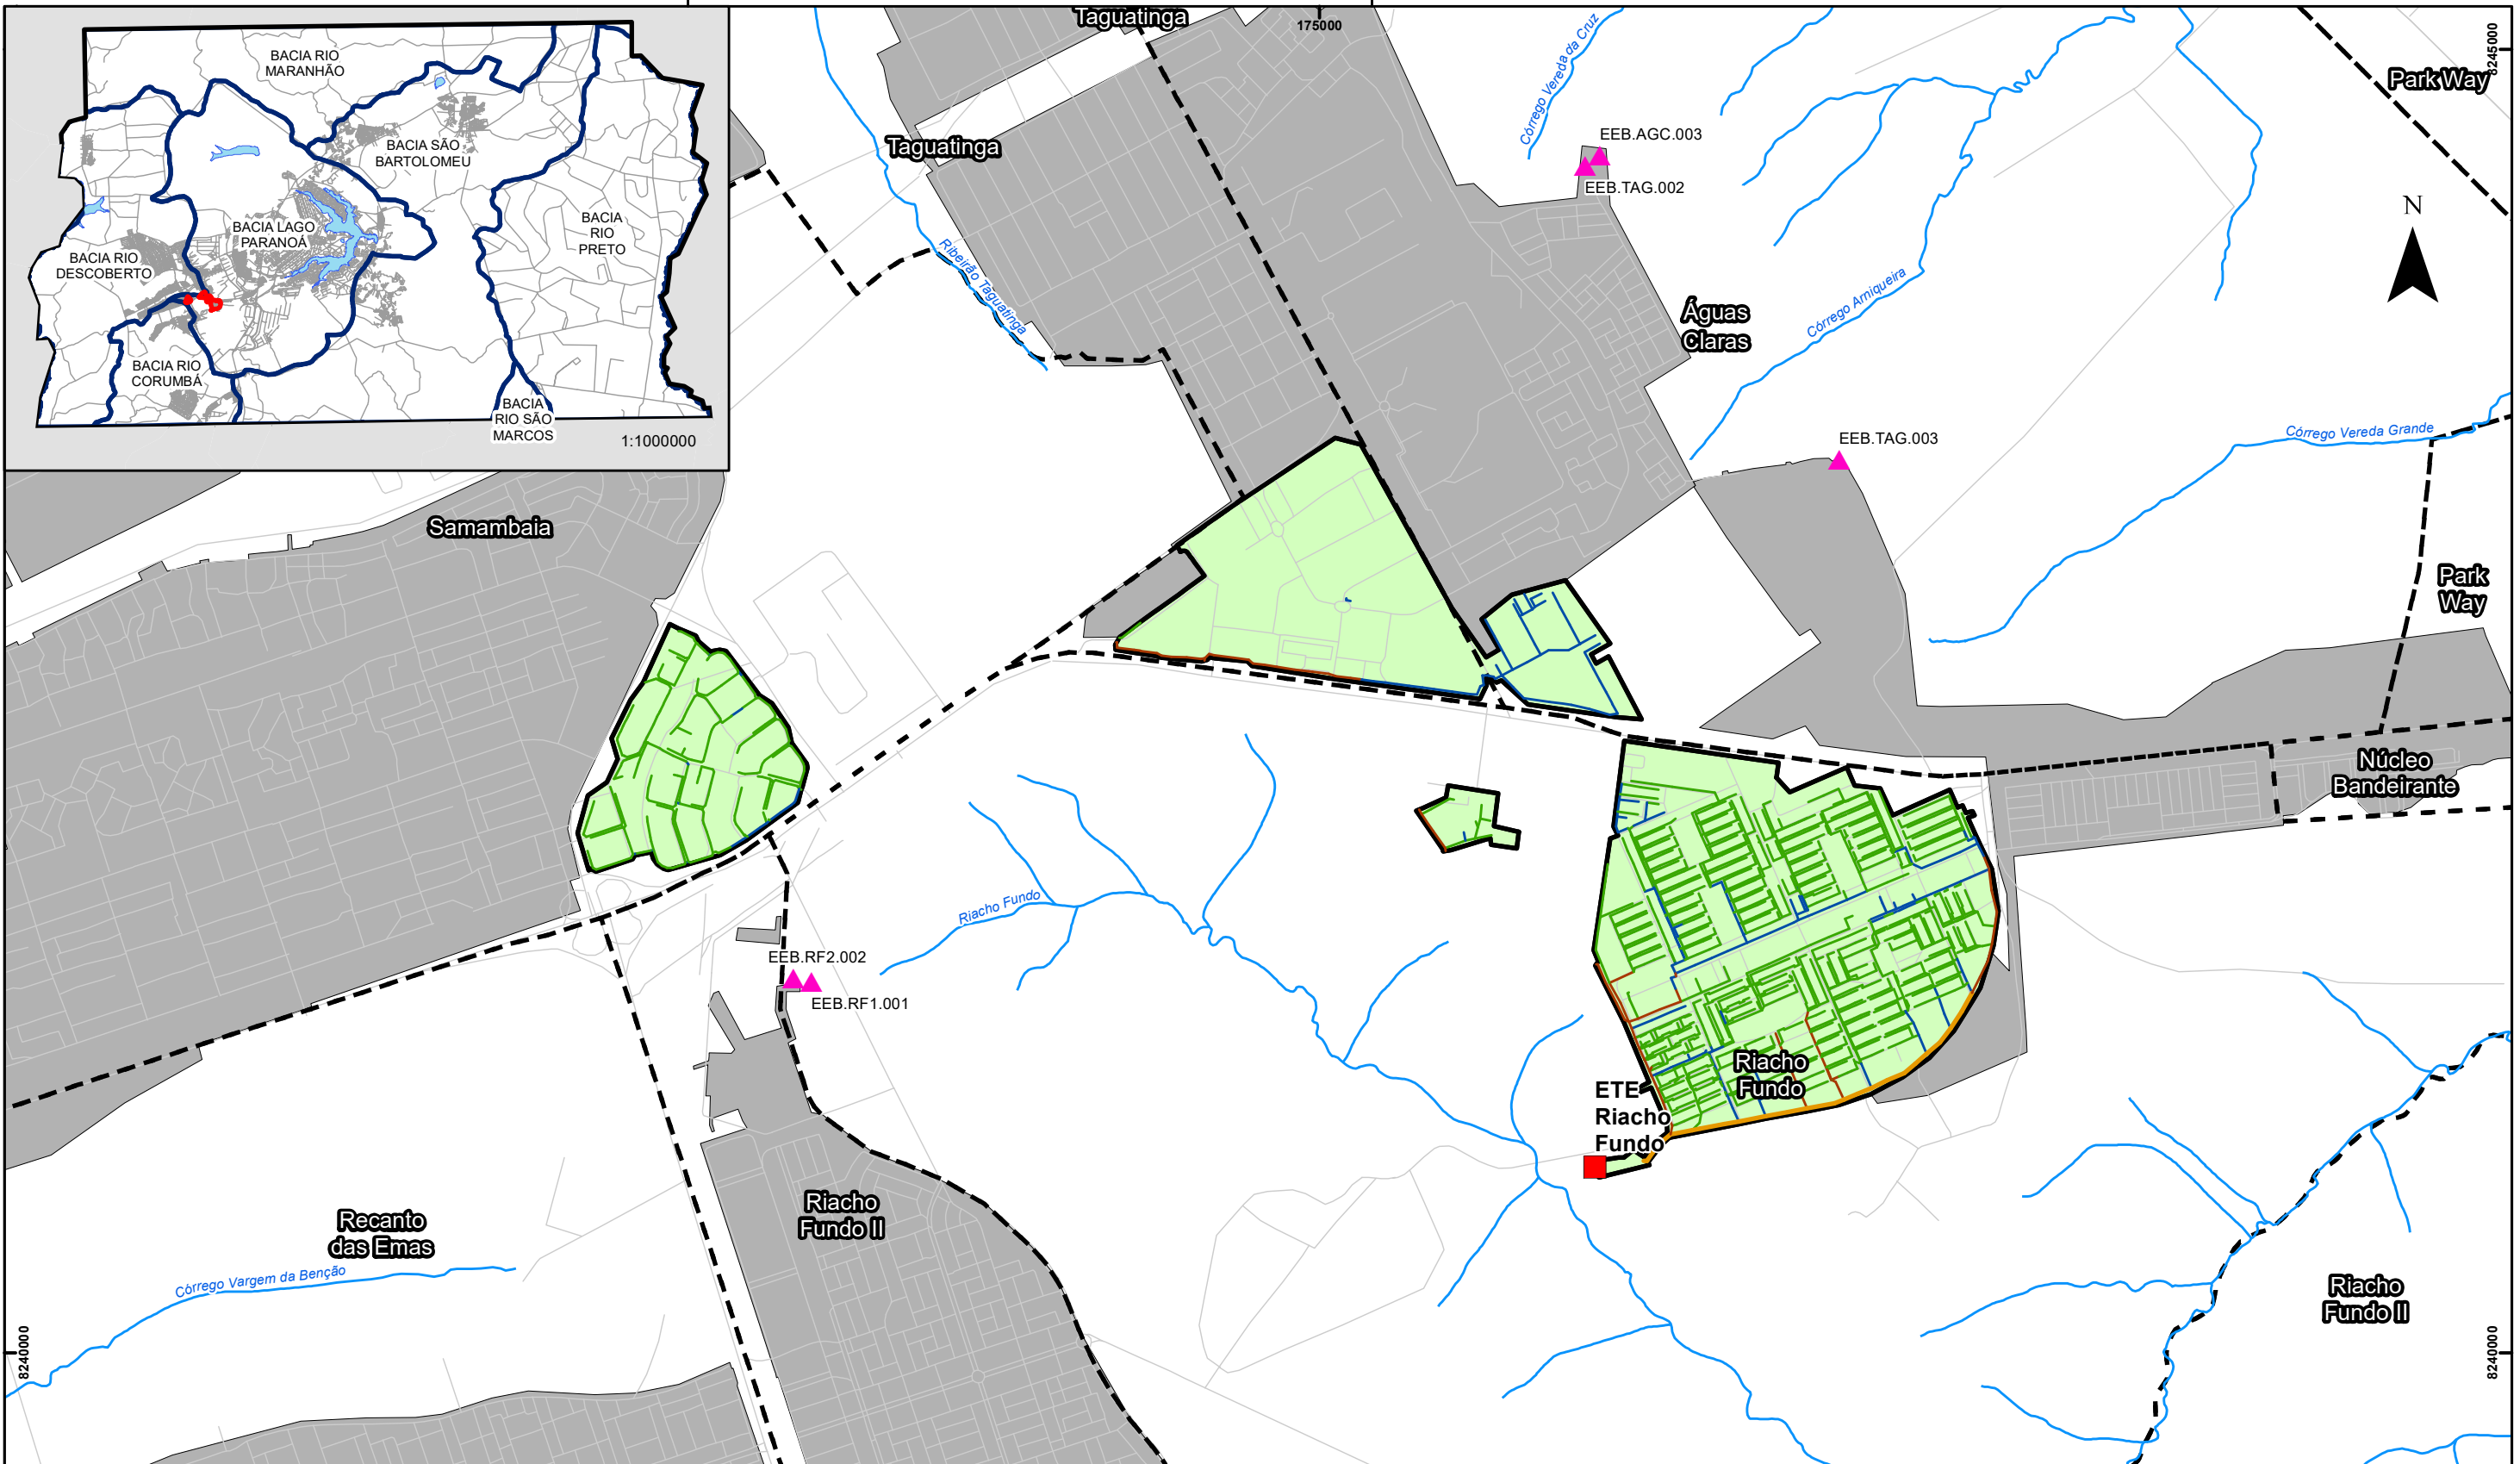 BACIA RIO
MARANHÃO
BACIA SÃO
BARTOLOMEU
BACIA LAGO
PARANOÁ
BACIA
RIO
PRETO
BACIA RIO
DESCOBERTO
BACIA RIO
CORUMBÁ
BACIA
RIO SÃO
MARCOS
1:1000000
Taguatinga
175000
8245000
Park Way
Córrego Vereda da Cruz
EEB.AGC.003
EEB.TAG.002
Taguatinga
N
Ribeirão Taguatinga
Córrego Arniqueira
Águas
Claras
EEB.TAG.003
Córrego Vereda Grande
Samambaia
Park
Way
Núcleo
Bandeirante
Riacho Fundo
EEB.RF2.002
EEB.RF1.001
Riacho
Fundo
ETE
Riacho
Fundo
Riacho
Fundo II
Recanto
das Emas
Córrego Vargem da Benção
Riacho
Fundo II
8240000
8240000